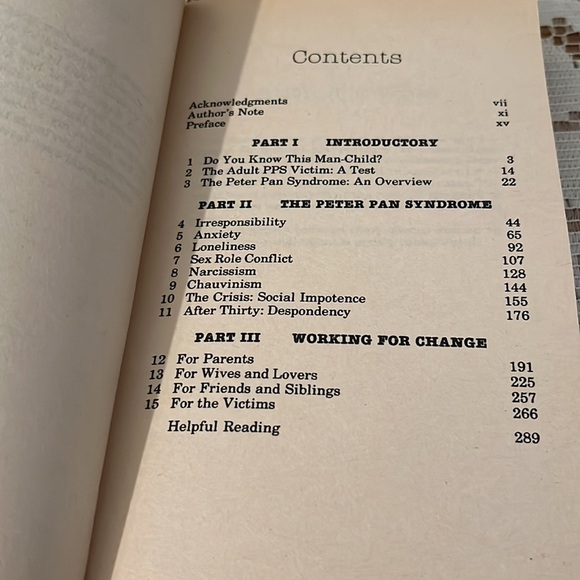 Contents
Acknowledgments vii
Author's Note xi
Preface xv
PART I INTRODUCTORY
1 Do You Know This Man-Child? 3
2 The Adult PPS Victim: A Test 14
3 The Peter Pan Syndrome: An Overview 22
PART II THE PETER PAN SYNDROME
4 Irresponsibility 44
5 Anxiety 65
6 Loneliness 92
7 Sex Role Conflict 107
8 Narcissism 128
9 Chauvinism 144
10 The Crisis: Social Impotence 155
11 After Thirty: Despondency 176
PART III WORKING FOR CHANGE
12 For Parents 191
13 For Wives and Lovers 225
14 For Friends and Siblings 257
15 For the Victims 266
Helpful Reading 289